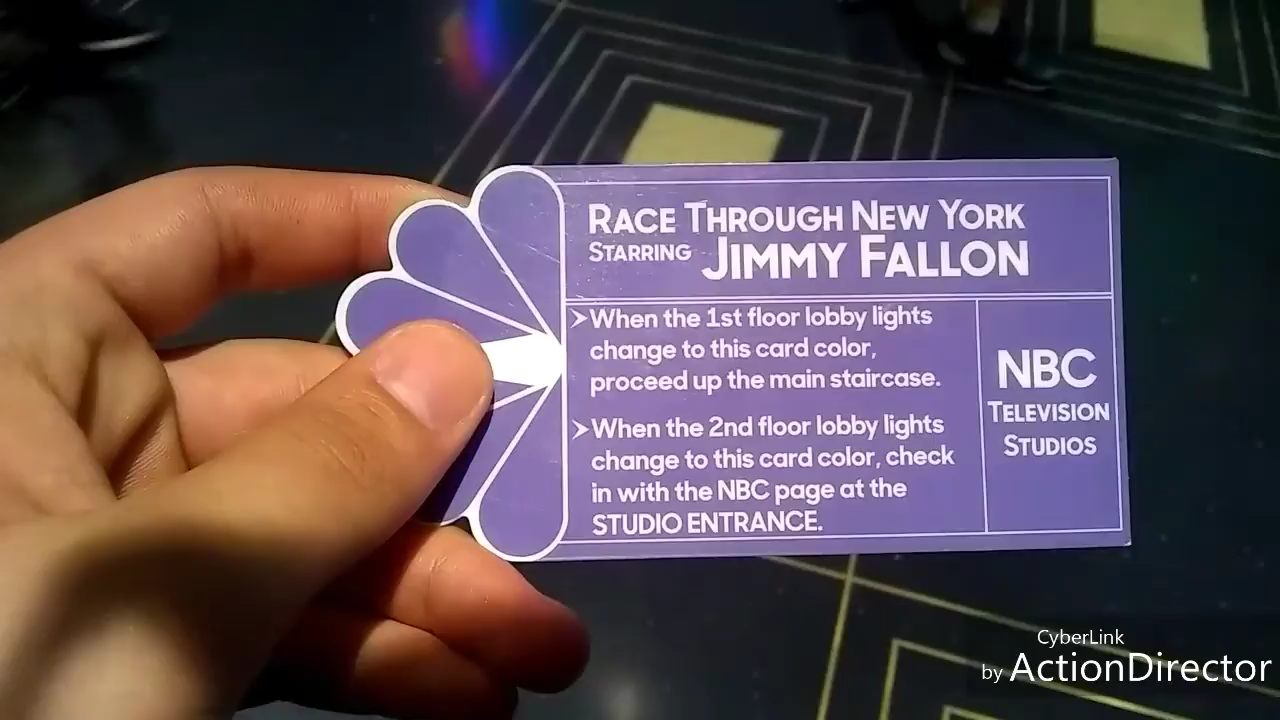 RACE THROUGH NEW YORK
STARRING JIMMY FALLON
➤When the 1st floor lobby lights
change to this card color,
proceed up the main staircase.
➤When the 2nd floor lobby lights
change to this card color, check
in with the NBC page at the
STUDIO ENTRANCE.
NBC
TELEVISION
STUDIOS
CyberLink
by ActionDirector